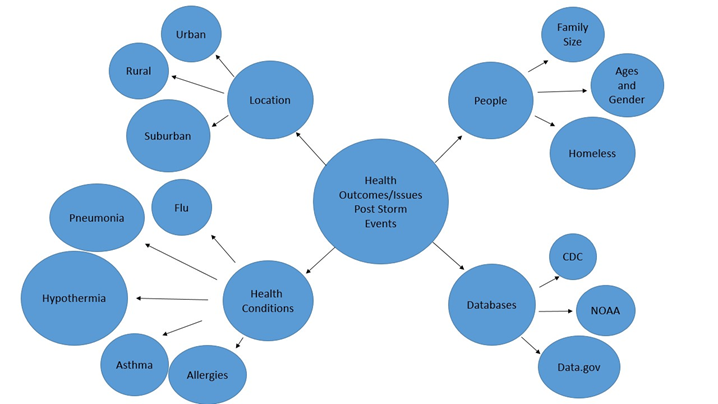 Urban
Rural
Location
Suburban
Family
Size
People
Ages
and
Gender
Homeless
Health
Outcomes/Issues
Post Storm
Events
Flu
Pneumonia
Hypothermia
Health
Conditions
Asthma
Allergies
CDC
Databases
NOAA
Data.gov